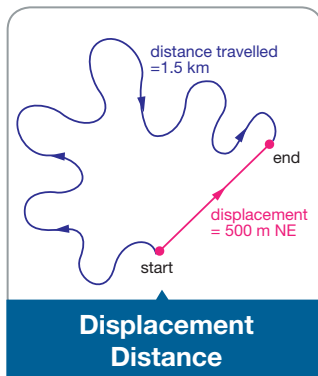 distance travelled
=1.5 km
end
displacement
= 500 m NE
start
Displacement
Distance